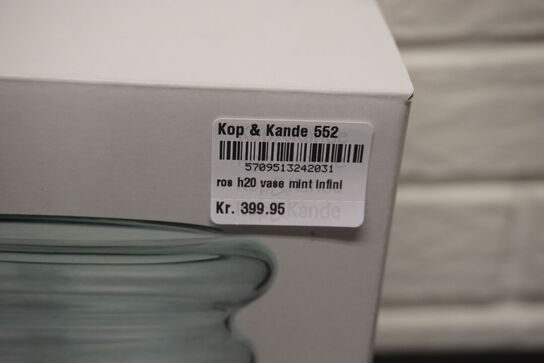 Kop & Kande 552
5709513242031
ros h20 vase mint infini
Kr. 399.95